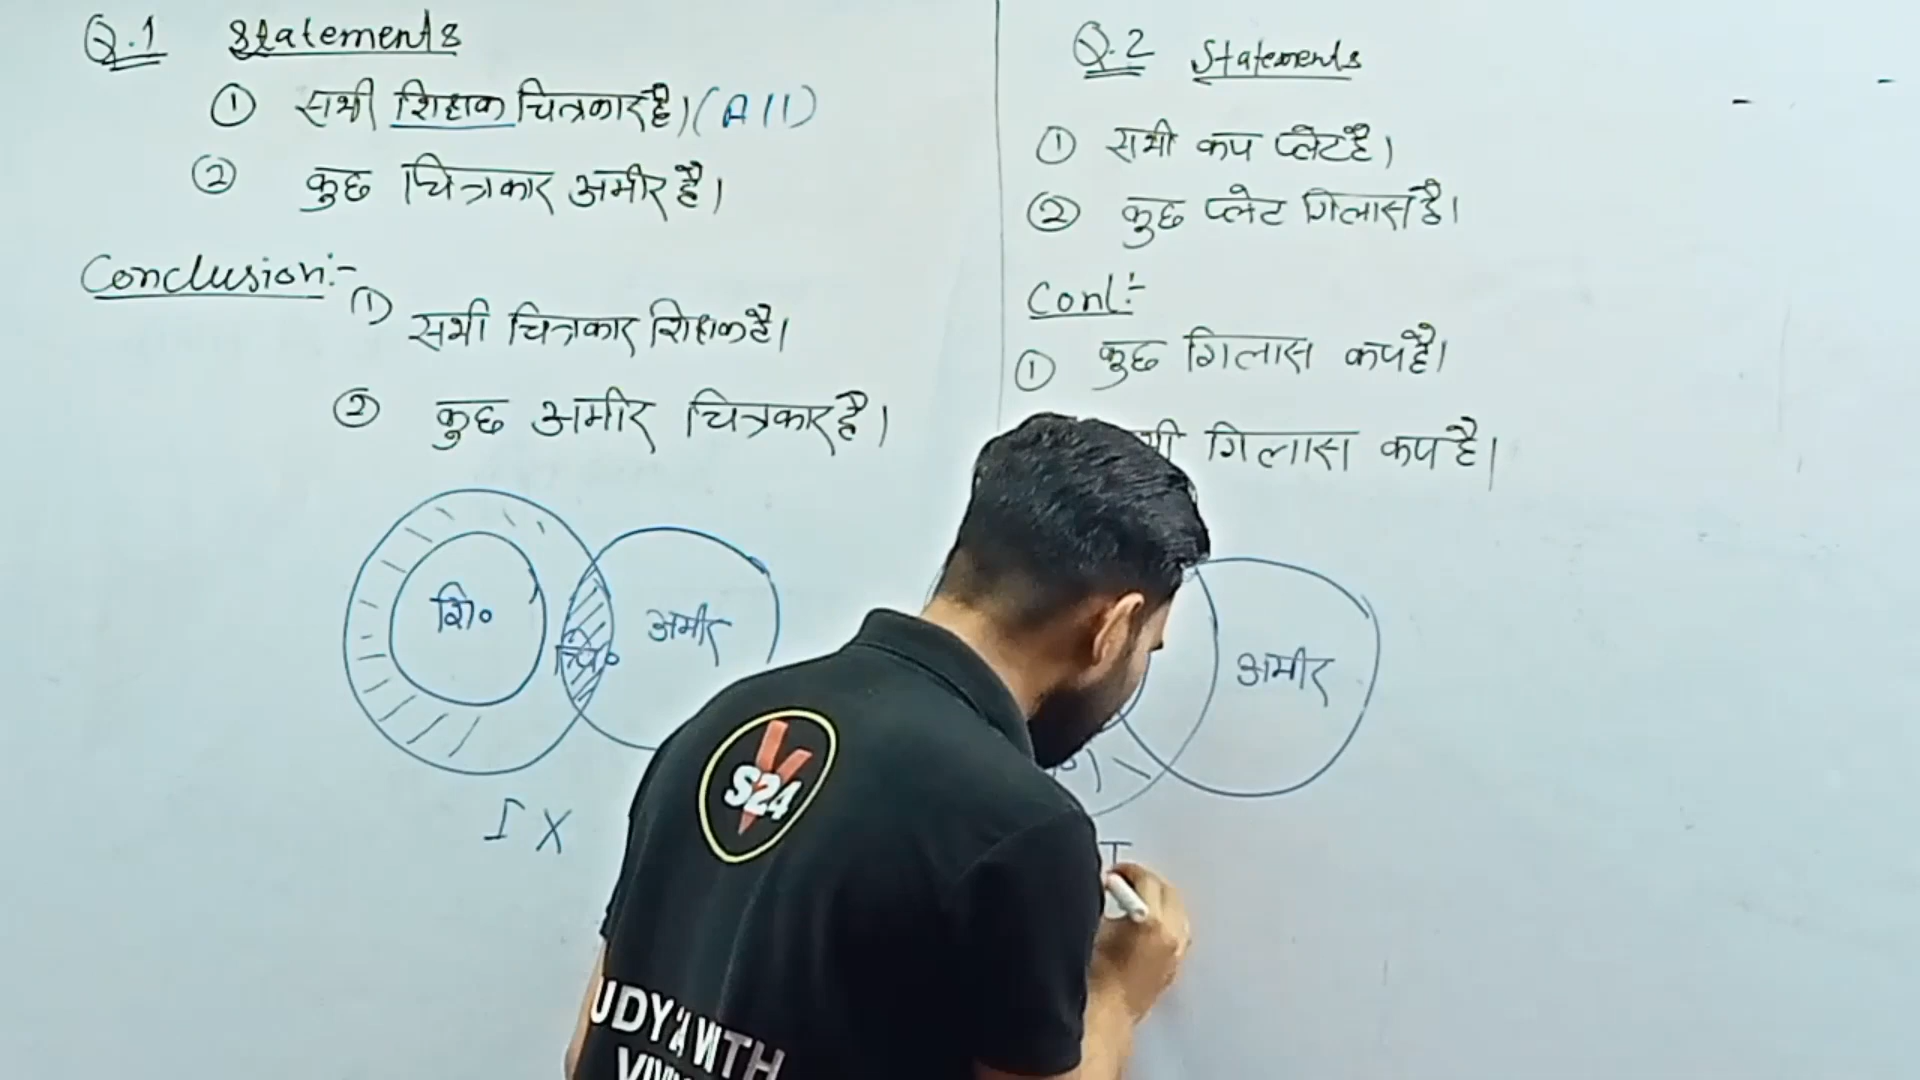 Q.1 Statements
① सभी शिक्षक चित्रकार है। (All)
② कुछ चित्रकार अमीर है।
Conclusion:-
① सभी चित्रकार शिक्षक है।
② कुछ अमीर चित्रकार है।
शि० चि० अमीर
I X
Q.2 Statements
① सभी कप प्लेट है।
② कुछ प्लेट गिलास है।
Conl:-
① कुछ गिलास कप है।
गिलास कप है।
अमीर
I
S24
UDY WITH